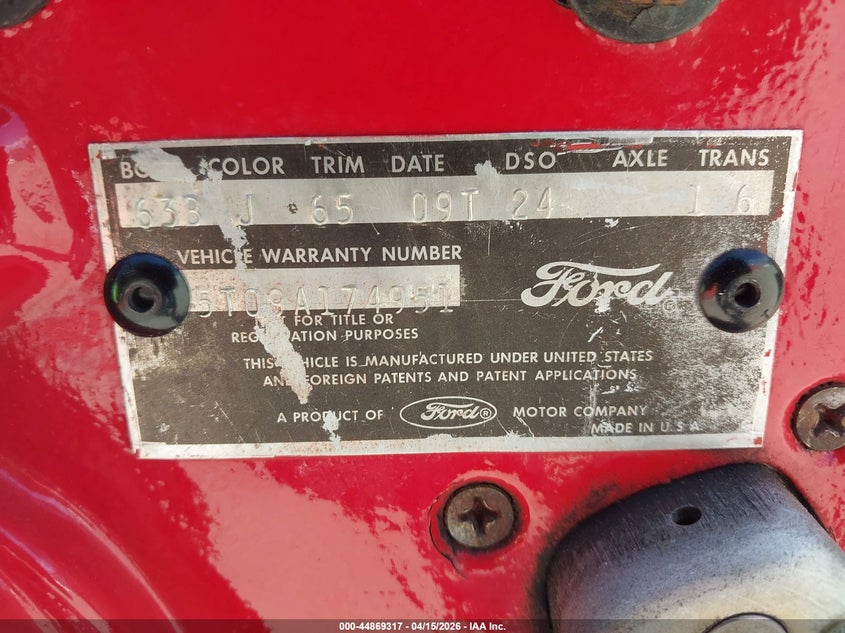 BO COLOR TRIM DATE DSO AXLE TRANS
63B J 65 09T 24 1 6
VEHICLE WARRANTY NUMBER
5T09A174951
Ford
FOR TITLE OR
REGISTRATION PURPOSES
THIS VEHICLE IS MANUFACTURED UNDER UNITED STATES
AND FOREIGN PATENTS AND PATENT APPLICATIONS
A PRODUCT OF Ford® MOTOR COMPANY
MADE IN U.S.A.
000-44869317 - 04/15/2026 - IAA Inc.